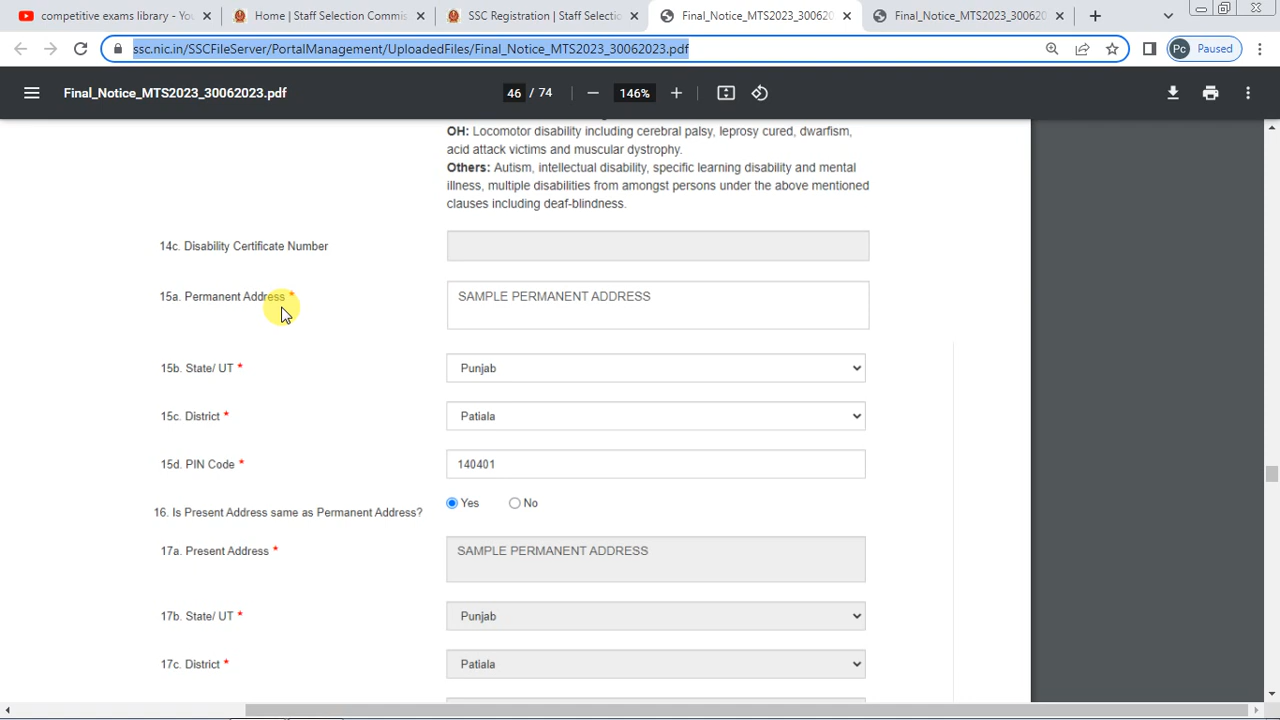 competitive exams library - You
Home | Staff Selection Commis
SSC Registration | Staff Selectio
Final_Notice_MTS2023_3006202
Final_Notice_MTS2023_3006202
ssc.nic.in/SSCFileServer/PortalManagement/UploadedFiles/Final_Notice_MTS2023_30062023.pdf
Pc Paused
Final_Notice_MTS2023_30062023.pdf
46 / 74
146%
OH: Locomotor disability including cerebral palsy, leprosy cured, dwarfism,
acid attack victims and muscular dystrophy.
Others: Autism, intellectual disability, specific learning disability and mental
illness, multiple disabilities from amongst persons under the above mentioned
clauses including deaf-blindness.
14c. Disability Certificate Number
15a. Permanent Address *
SAMPLE PERMANENT ADDRESS
15b. State/ UT *
Punjab
15c. District *
Patiala
15d. PIN Code *
140401
16. Is Present Address same as Permanent Address?
Yes No
17a. Present Address *
SAMPLE PERMANENT ADDRESS
17b. State/ UT *
Punjab
17c. District *
Patiala